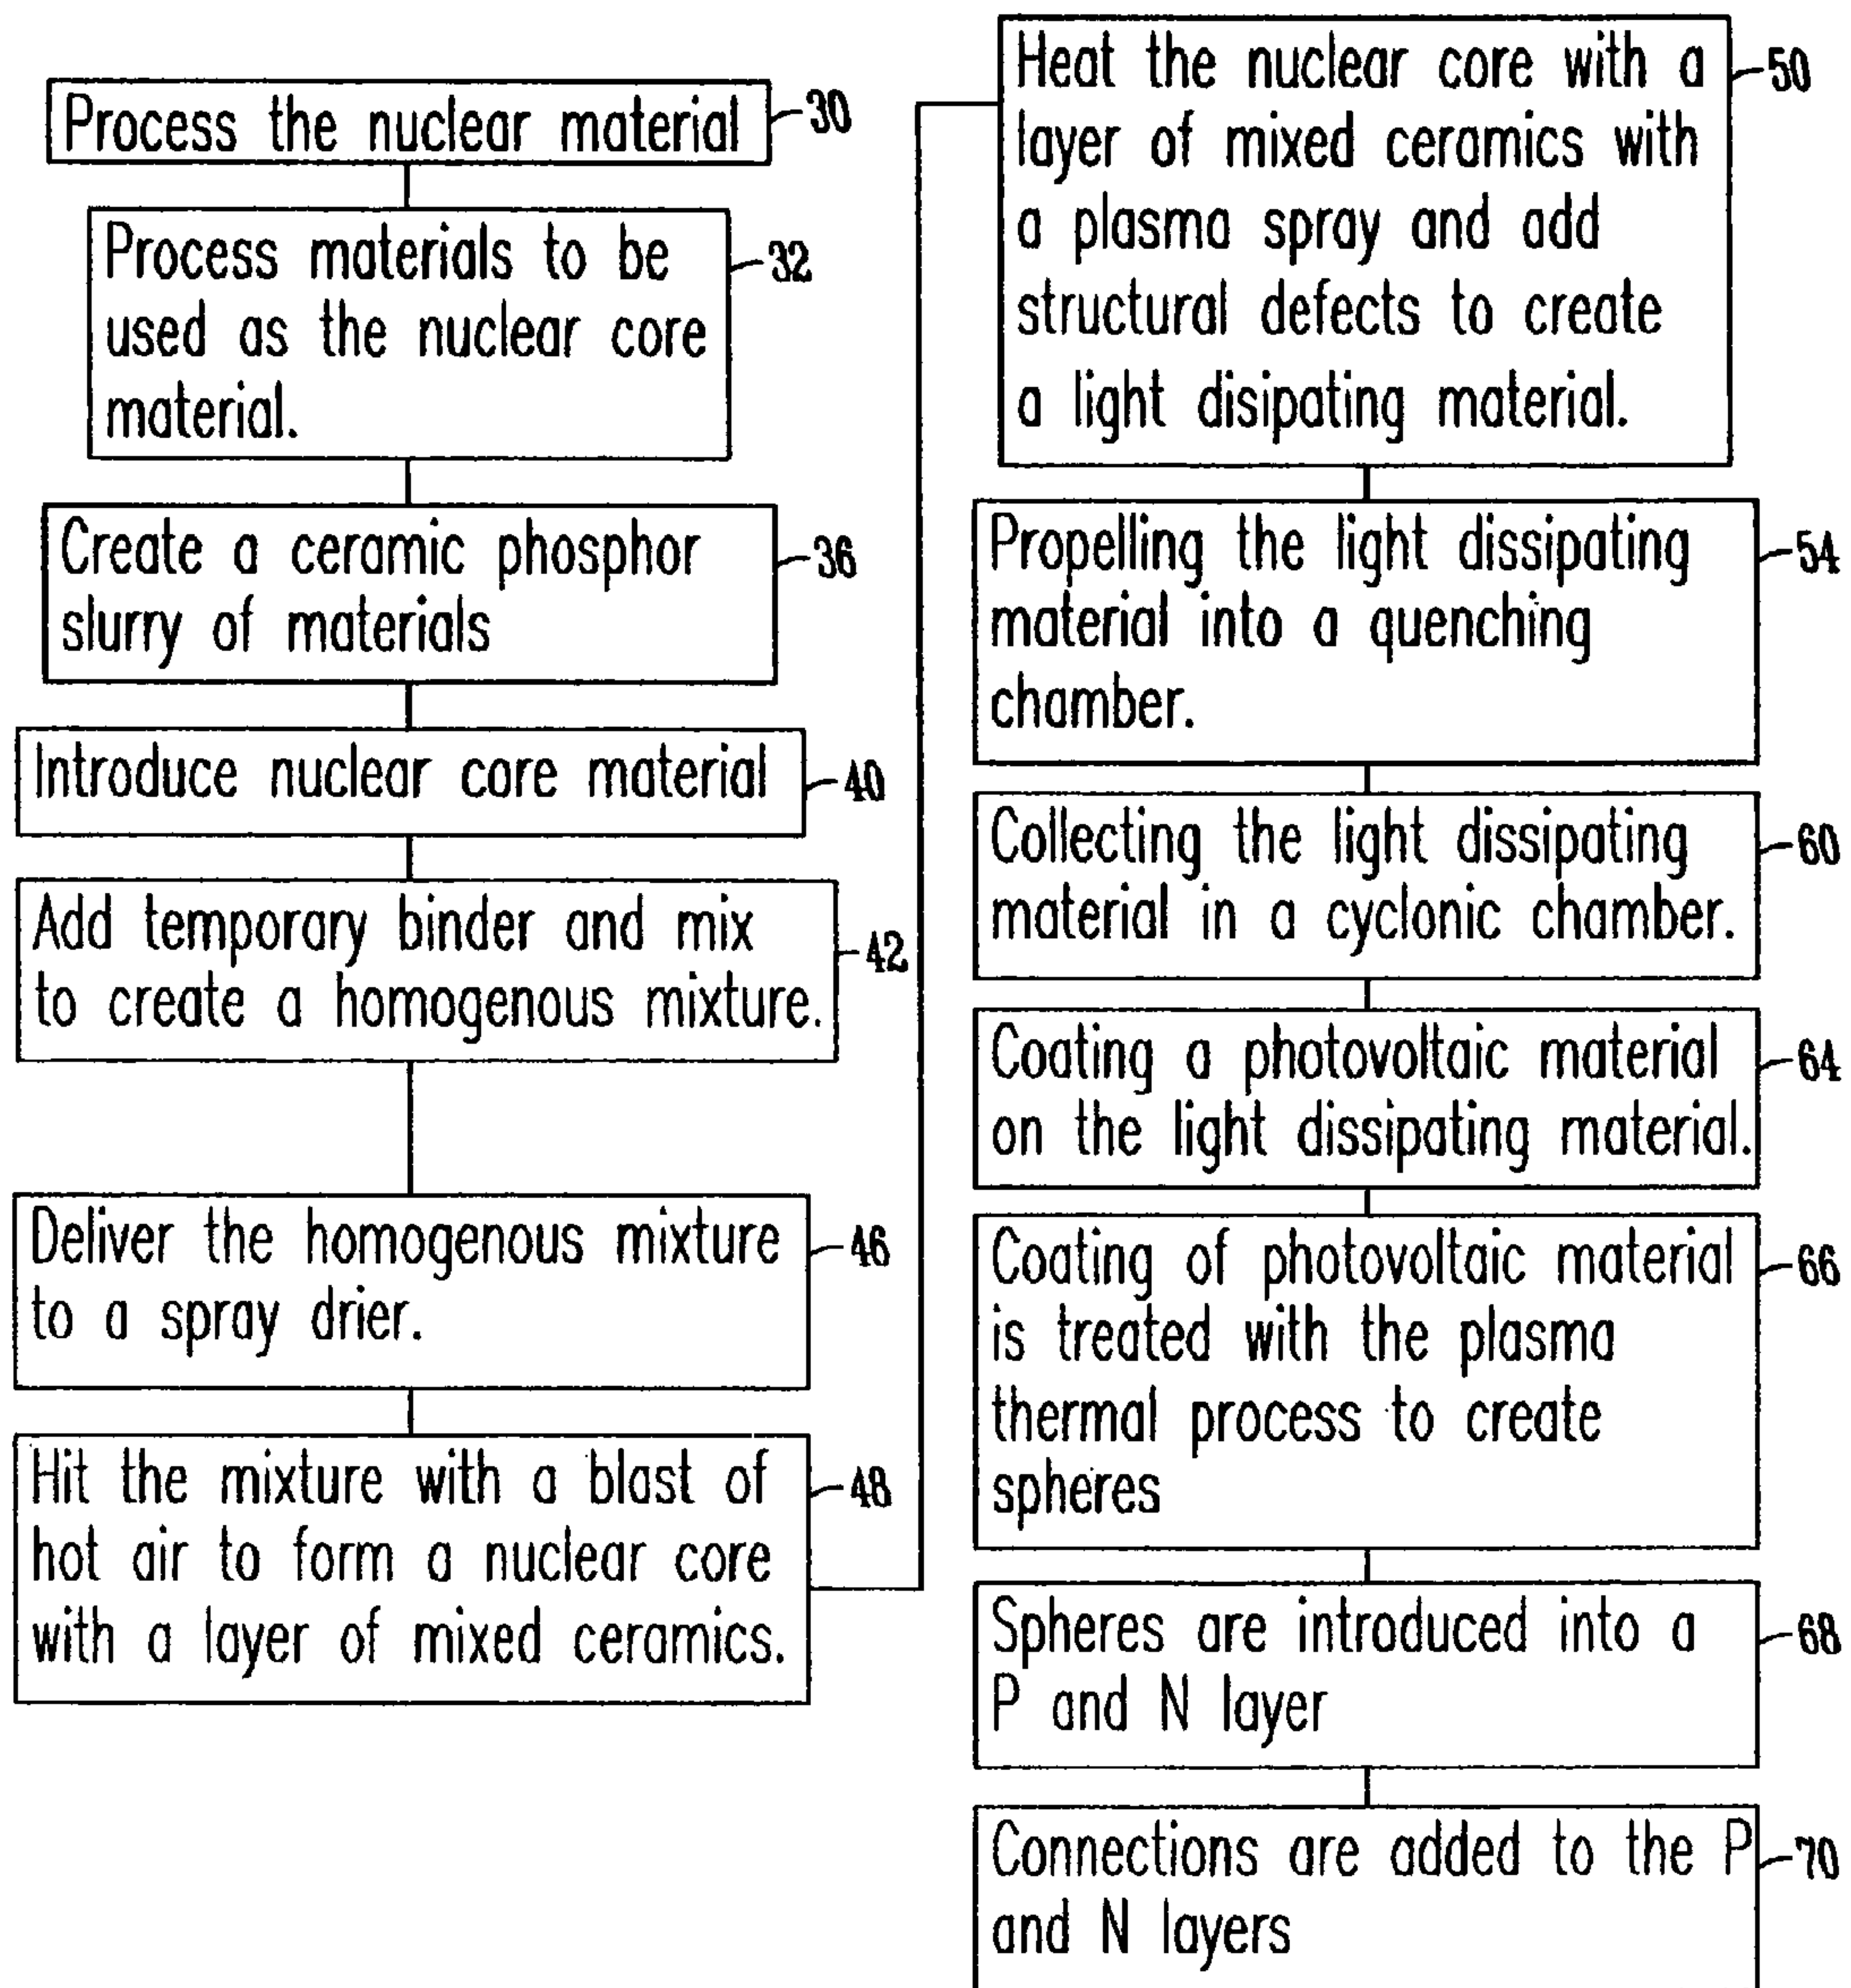 Process the nuclear material
30
Process materials to be
used as the nuclear core
material.
32
Create a ceramic phosphor
slurry of materials
36
Introduce nuclear core material
40
Add temporary binder and mix
to create a homogenous mixture.
42
Deliver the homogenous mixture
to a spray drier.
46
Hit the mixture with a blast of
hot air to form a nuclear core
with a layer of mixed ceramics.
48
Heat the nuclear core with a
layer of mixed ceramics with
a plasma spray and add
structural defects to create
a light disipating material.
50
Propelling the light dissipating
material into a quenching
chamber.
54
Collecting the light dissipating
material in a cyclonic chamber.
60
Coating a photovoltaic material
on the light dissipating material.
64
Coating of photovoltaic material
is treated with the plasma
thermal process to create
spheres
66
Spheres are introduced into a
P and N layer
68
Connections are added to the P
and N layers
70